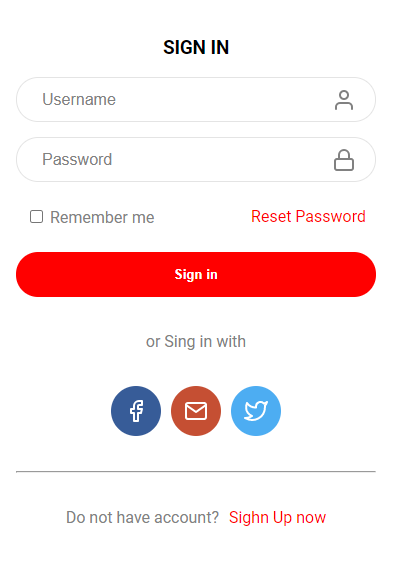 SIGN IN
Username
Password
Remember me Reset Password
Sign in
or Sing in with
Do not have account? Sighn Up now